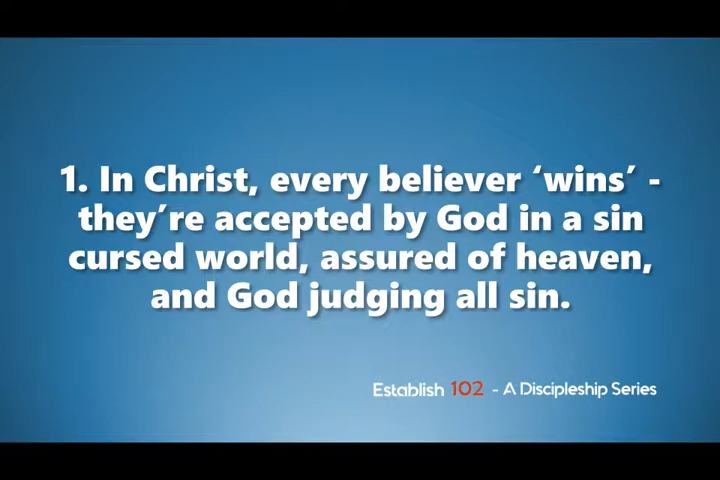 1. In Christ, every believer ‘wins’ -
they’re accepted by God in a sin
cursed world, assured of heaven,
and God judging all sin.
Establish 102 - A Discipleship Series